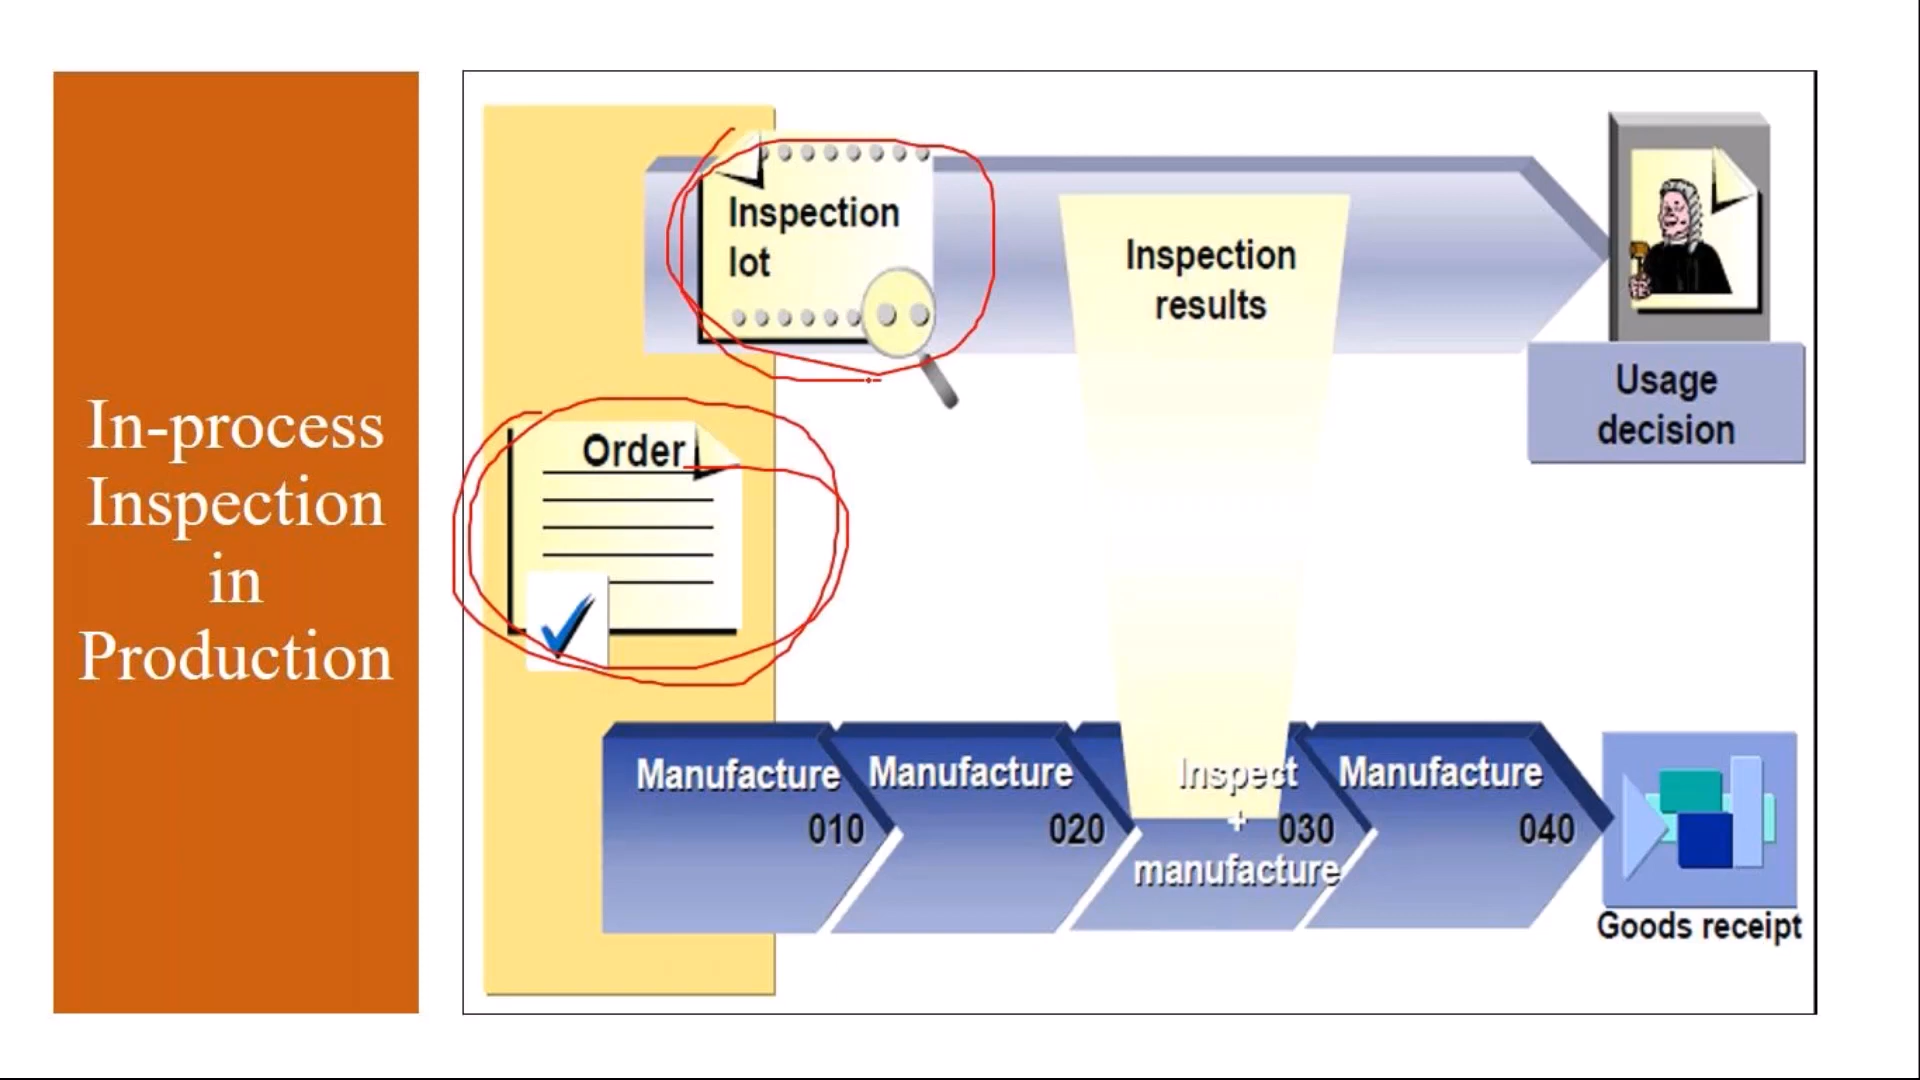 In-process
Inspection
in
Production
Inspection
lot
Inspection
results
Usage
decision
Order
Manufacture
010
Manufacture
020
Inspect
+
manufacture
030
Manufacture
040
Goods receipt